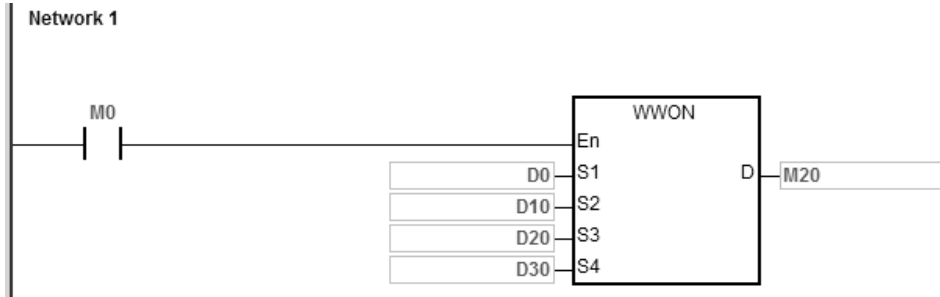 Network 1
M0
WWON
En
D0 S1 D M20
D10 S2
D20 S3
D30 S4